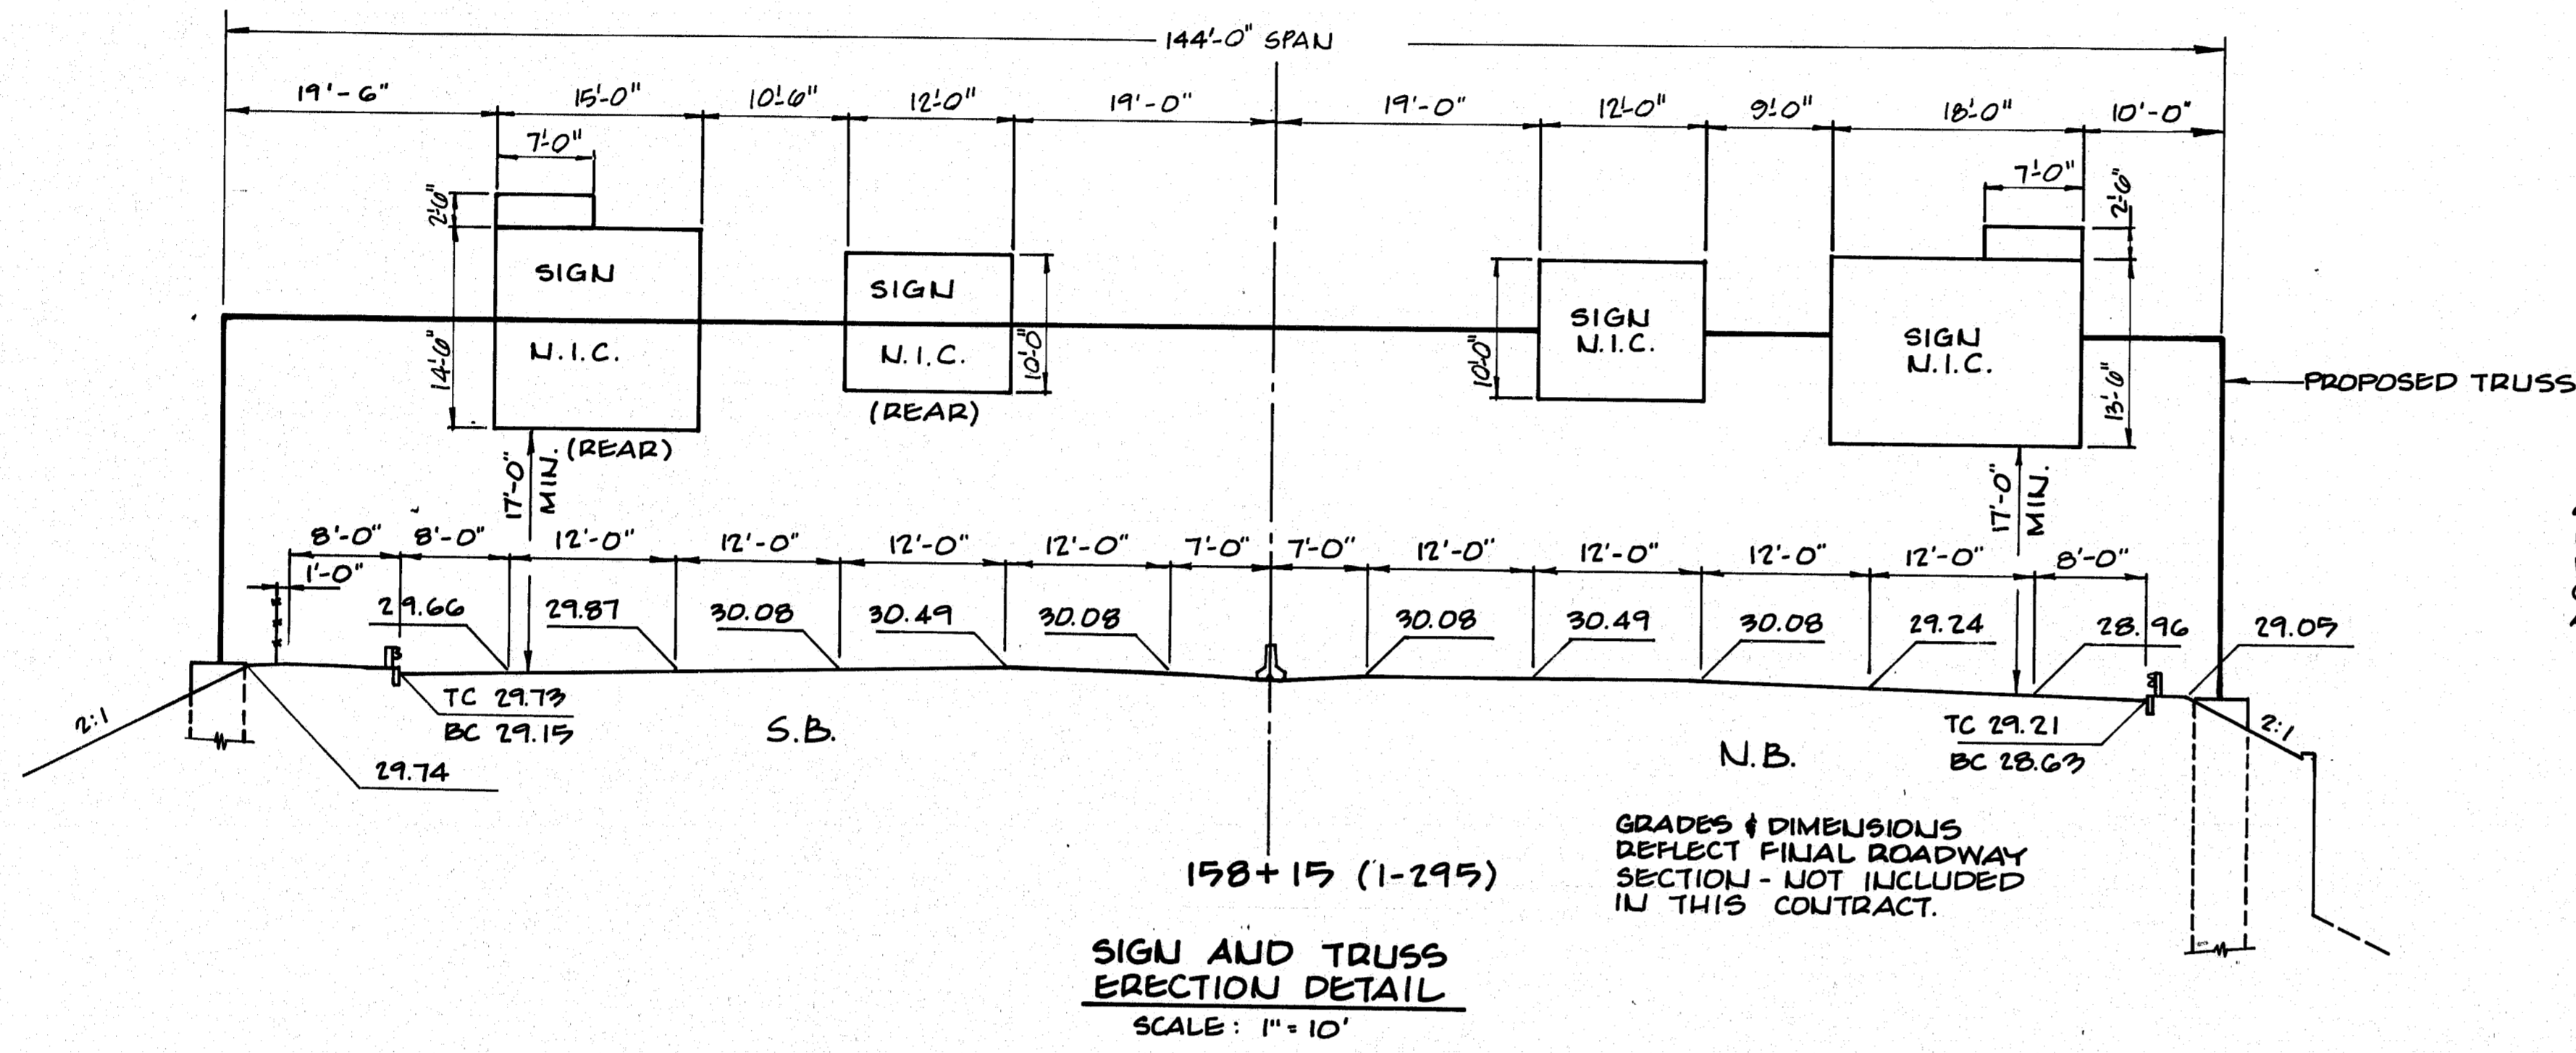 144'-0" SPAN
19'-6"
15'-0"
10'-6"
12'-0"
19'-0"
19'-0"
12'-0"
9'-0"
18'-0"
10'-0"
7'-0"
7'-0"
2'-6"
2'-6"
SIGN
N.I.C.
SIGN
N.I.C.
SIGN
N.I.C.
SIGN
N.I.C.
14'-6"
10'-0"
10'-0"
13'-6"
PROPOSED TRUSS
(REAR)
(REAR)
17'-0"
MIN.
17'-0"
MIN.
8'-0"
8'-0"
12'-0"
12'-0"
12'-0"
12'-0"
7'-0"
7'-0"
12'-0"
12'-0"
12'-0"
12'-0"
8'-0"
1'-0"
29.66
29.87
30.08
30.49
30.08
30.08
30.49
30.08
29.24
28.96
29.05
2:1
TC 29.73
BC 29.15
S.B.
N.B.
TC 29.21
BC 28.63
2:1
29.74
GRADES & DIMENSIONS
REFLECT FINAL ROADWAY
SECTION - NOT INCLUDED
IN THIS CONTRACT.
158+15 (I-295)
SIGN AND TRUSS
ERECTION DETAIL
SCALE: 1"=10'